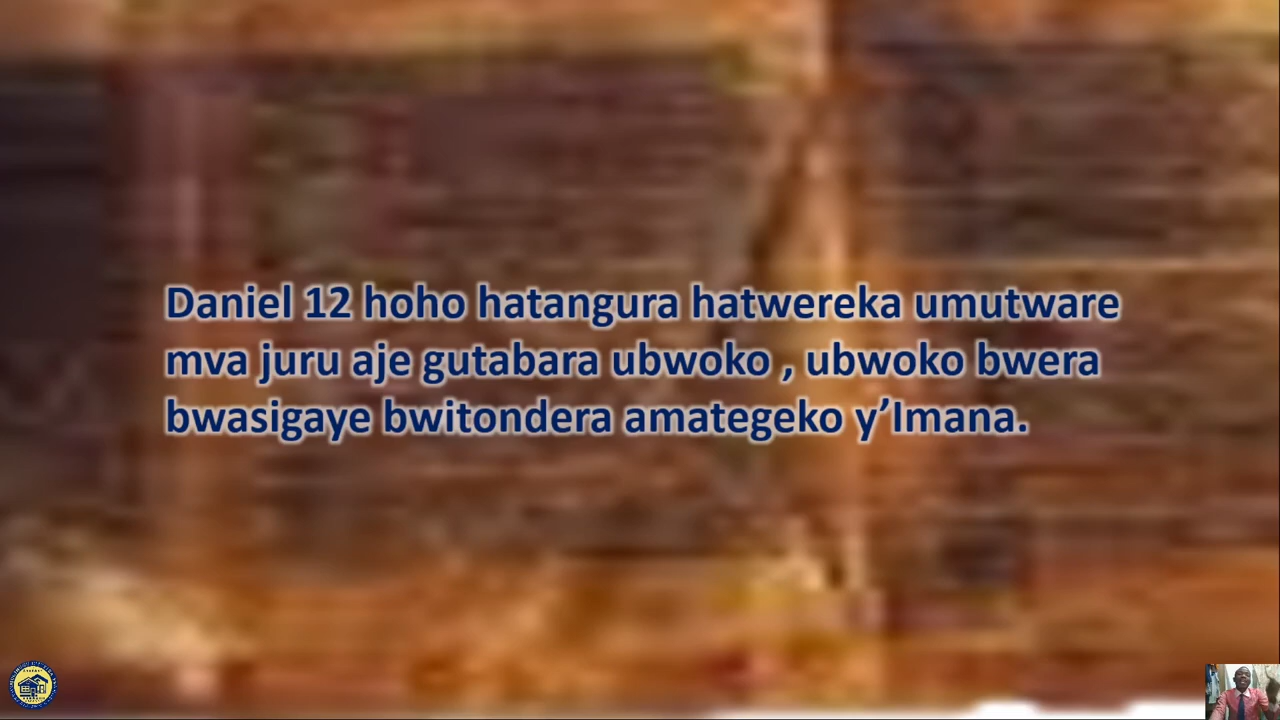 Daniel 12 hoho hatangura hatwereka umutware
mva juru aje gutabara ubwoko , ubwoko bwera
bwasigaye bwitondera amategeko y’Imana.